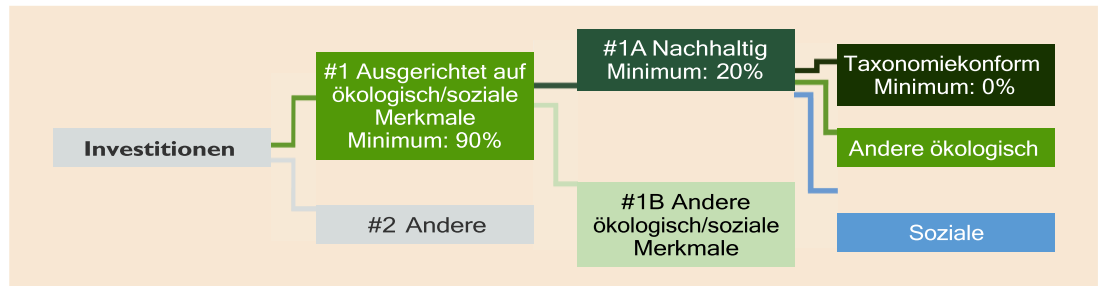 Investitionen
#1 Ausgerichtet auf
ökologisch/soziale
Merkmale
Minimum: 90%
#2 Andere
#1A Nachhaltig
Minimum: 20%
#1B Andere
ökologisch/soziale
Merkmale
Taxonomiekonform
Minimum: 0%
Andere ökologisch
Soziale